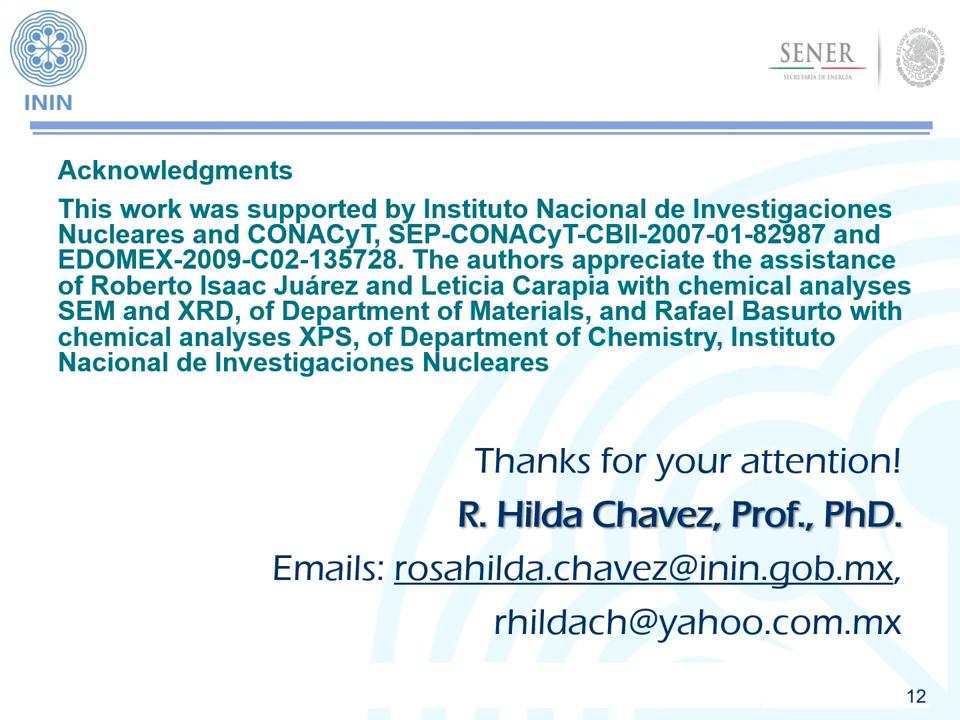 ININ
SENER
SECRETARÍA DE ENERGÍA
ESTADOS UNIDOS MEXICANOS
Acknowledgments
This work was supported by Instituto Nacional de Investigaciones
Nucleares and CONACyT, SEP-CONACyT-CBII-2007-01-82987 and
EDOMEX-2009-C02-135728. The authors appreciate the assistance
of Roberto Isaac Juárez and Leticia Carapia with chemical analyses
SEM and XRD, of Department of Materials, and Rafael Basurto with
chemical analyses XPS, of Department of Chemistry, Instituto
Nacional de Investigaciones Nucleares
Thanks for your attention!
R. Hilda Chavez, Prof., PhD.
Emails: rosahilda.chavez@inin.gob.mx,
rhildach@yahoo.com.mx
12